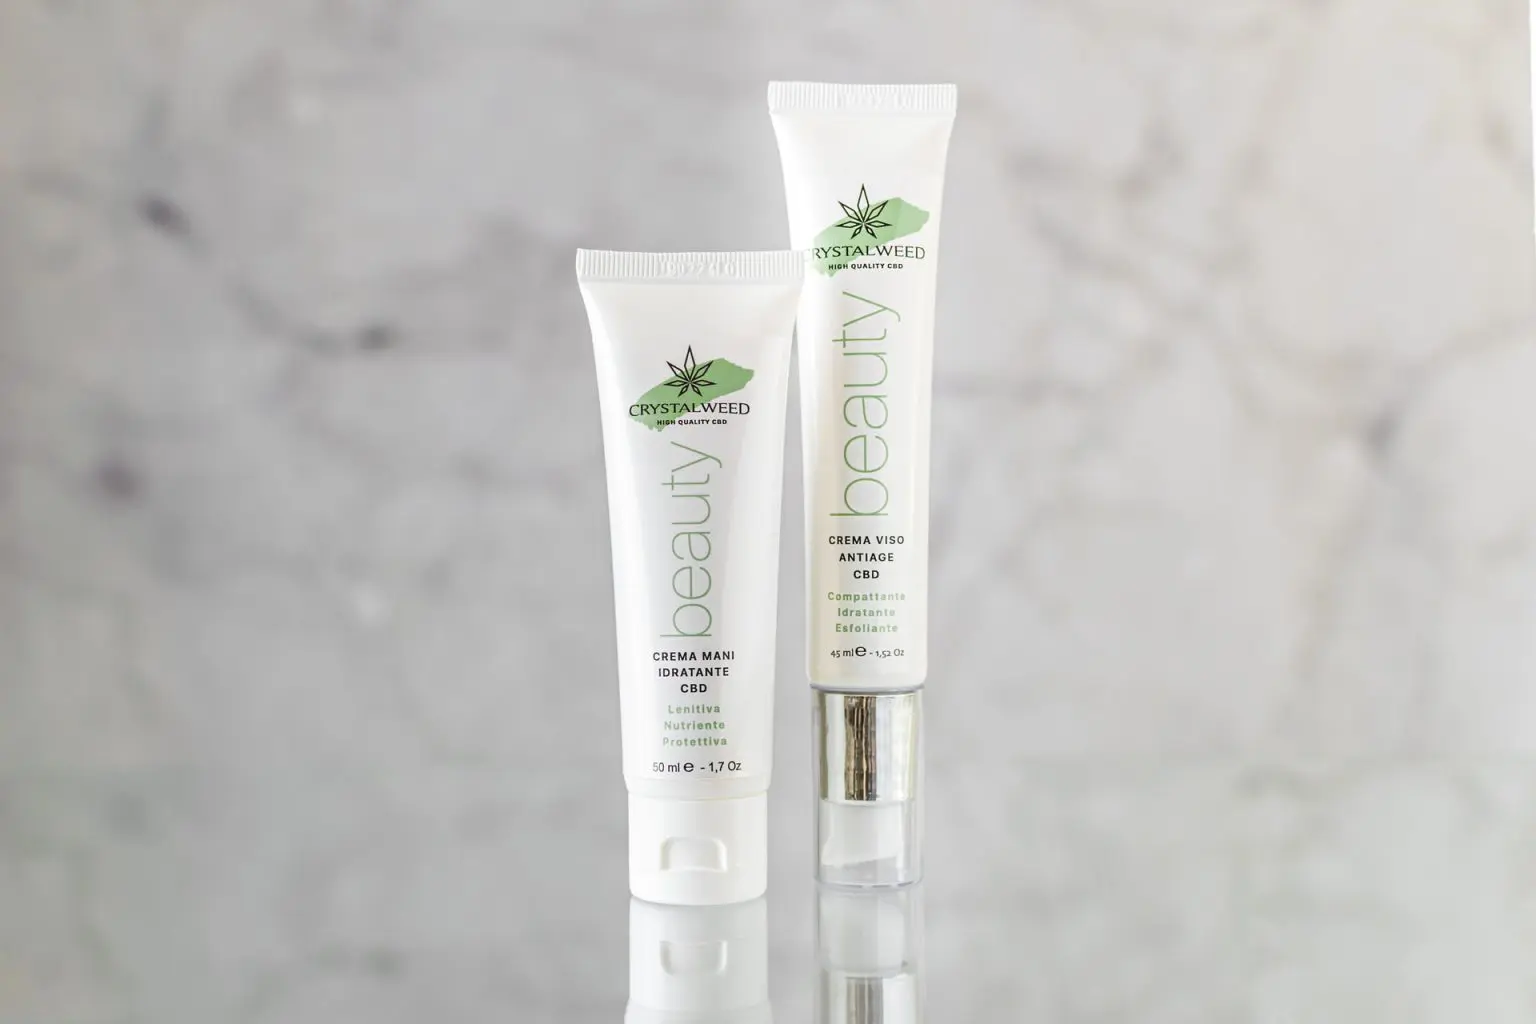 CRYSTALWEED
HIGH QUALITY CBD
beauty
CREMA MANI
IDRATANTE
CBD
Lenitiva
Nutriente
Protettiva
50 ml ℮ - 1,7 Oz
CRYSTALWEED
HIGH QUALITY CBD
beauty
CREMA VISO
ANTIAGE
CBD
Compattante
Idratante
Esfoliante
45 ml ℮ - 1,52 Oz